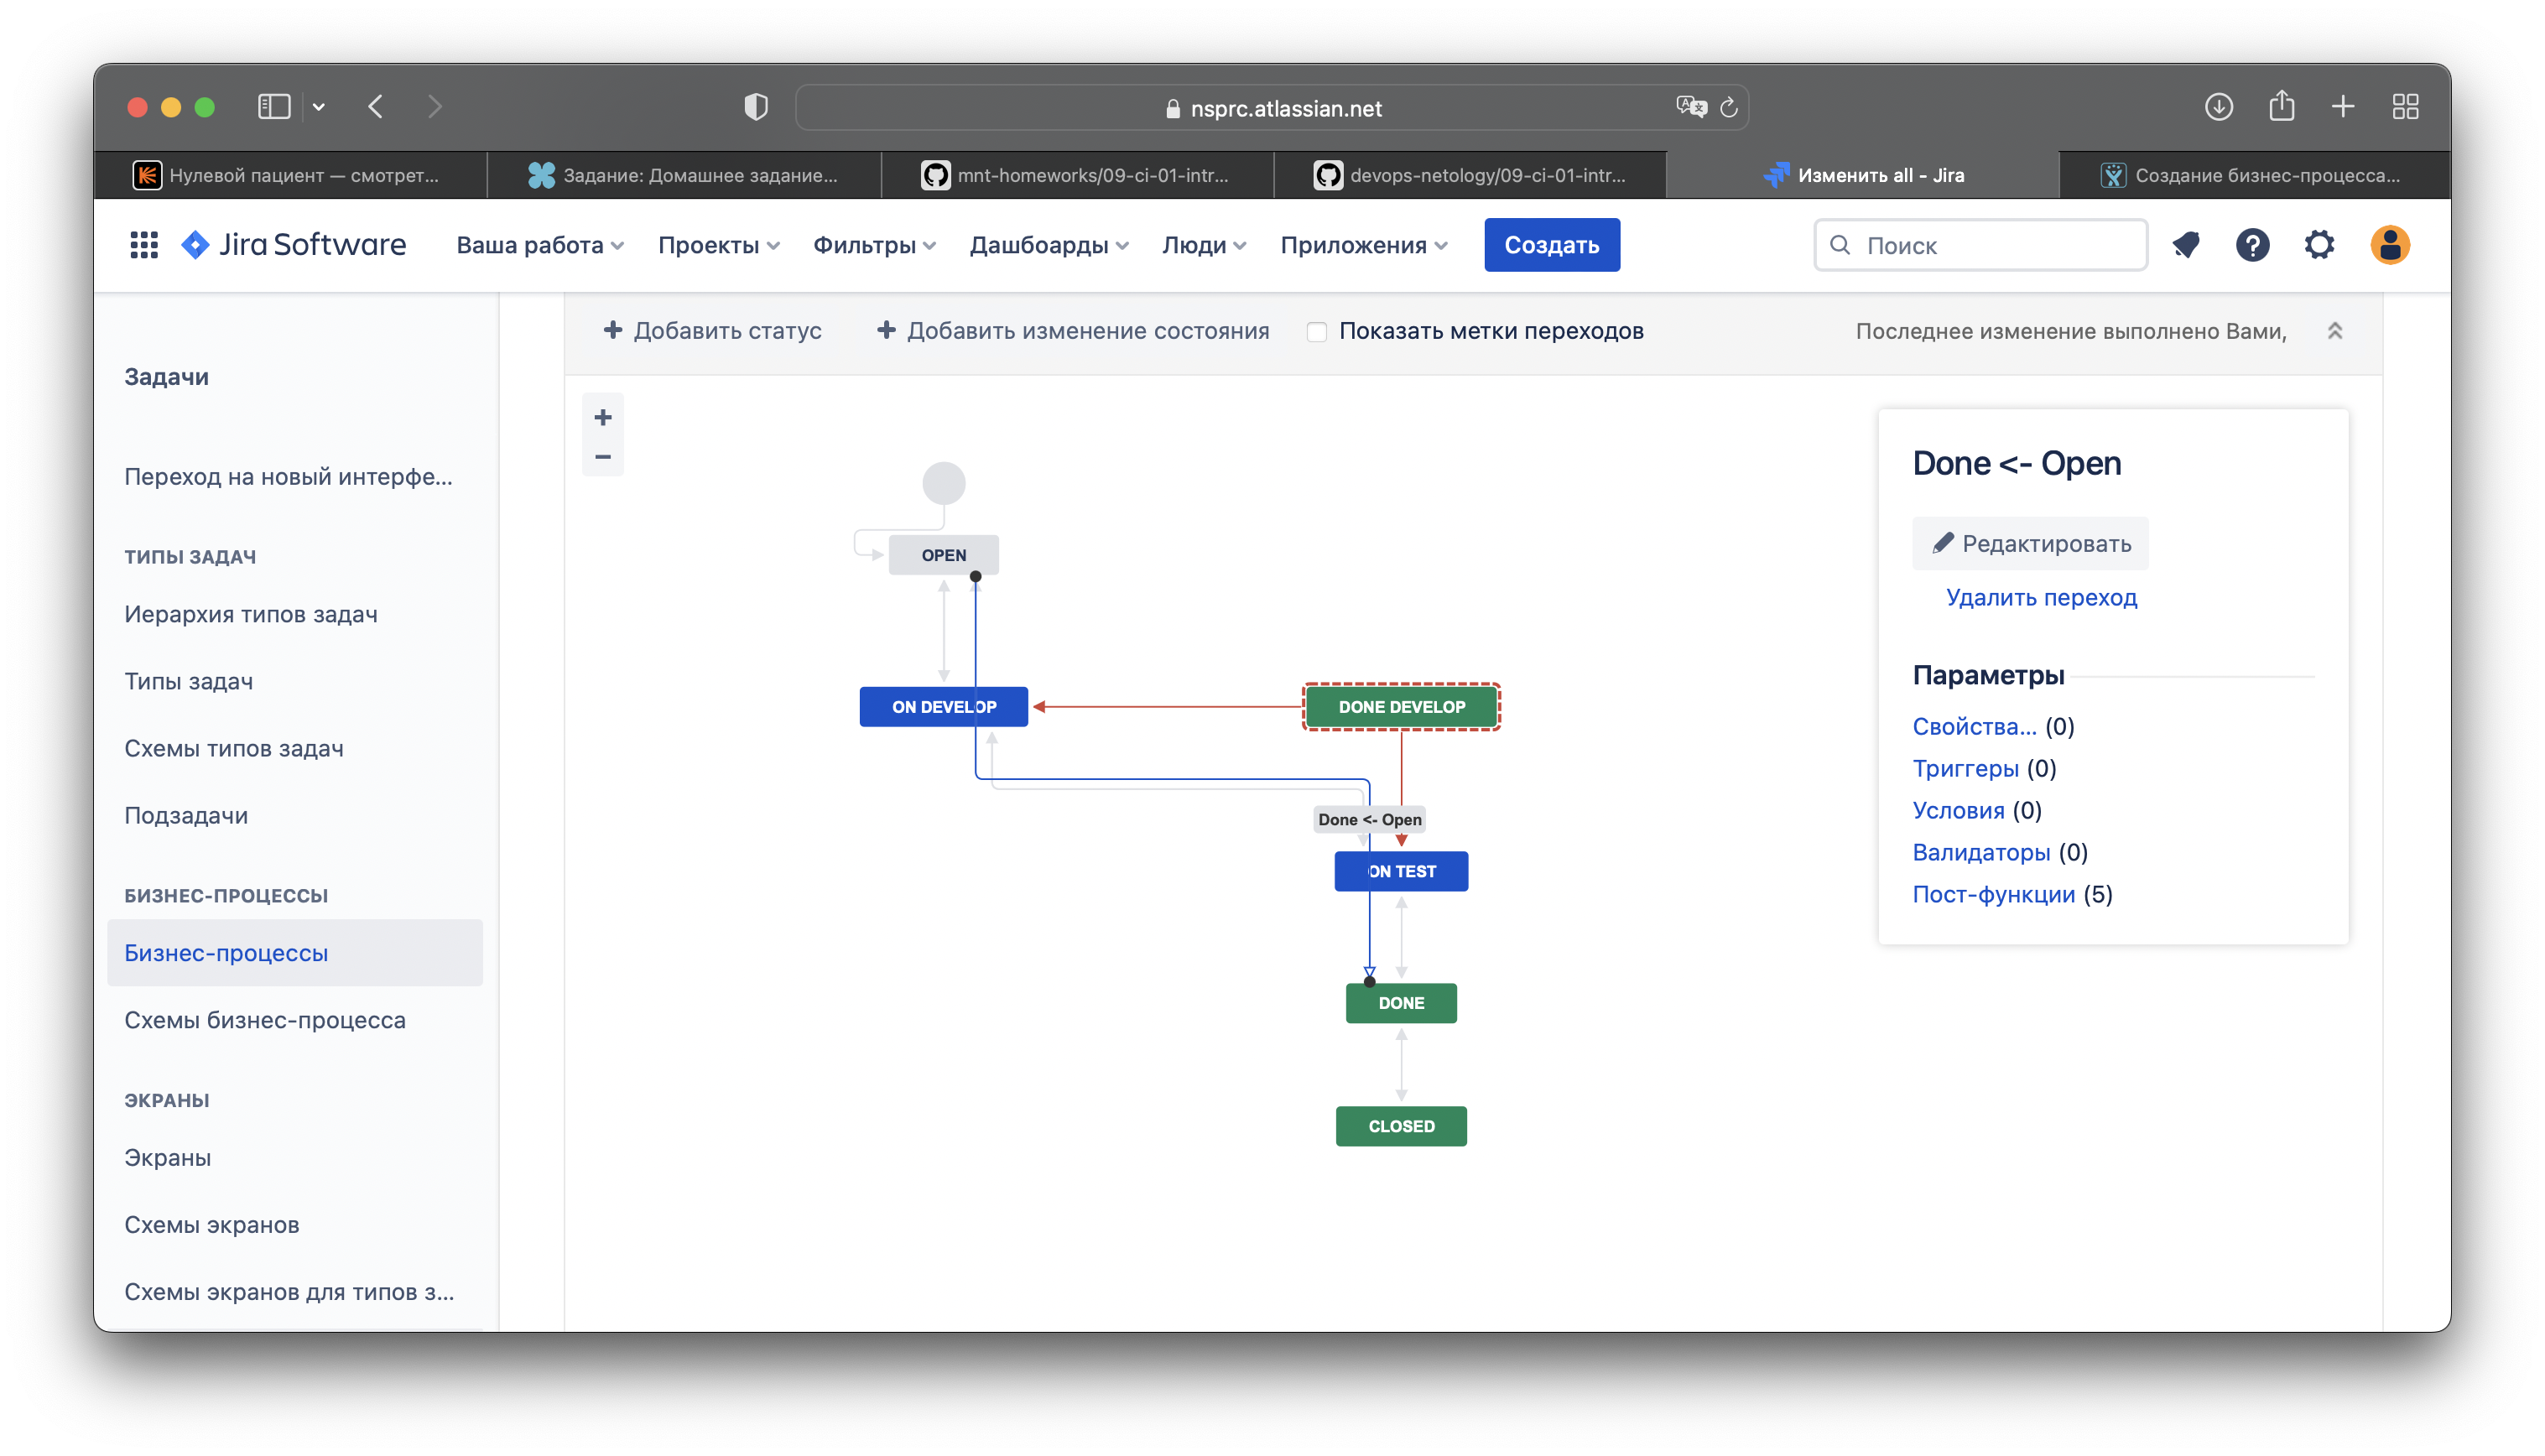 nsprc.atlassian.net
Нулевой пациент — смотрет...
Задание: Домашнее задание...
mnt-homeworks/09-ci-01-intr...
devops-netology/09-ci-01-intr...
Изменить all - Jira
Создание бизнес-процесса...
Jira Software
Ваша работа
Проекты
Фильтры
Дашбоарды
Люди
Приложения
Создать
Поиск
Задачи
Переход на новый интерфе...
ТИПЫ ЗАДАЧ
Иерархия типов задач
Типы задач
Схемы типов задач
Подзадачи
БИЗНЕС-ПРОЦЕССЫ
Бизнес-процессы
Схемы бизнес-процесса
ЭКРАНЫ
Экраны
Схемы экранов
Схемы экранов для типов з...
+ Добавить статус
+ Добавить изменение состояния
Показать метки переходов
Последнее изменение выполнено Вами,
+
−
OPEN
ON DEVELOP
DONE DEVELOP
Done <- Open
ON TEST
DONE
CLOSED
Done <- Open
Редактировать
Удалить переход
Параметры
Свойства... (0)
Триггеры (0)
Условия (0)
Валидаторы (0)
Пост-функции (5)